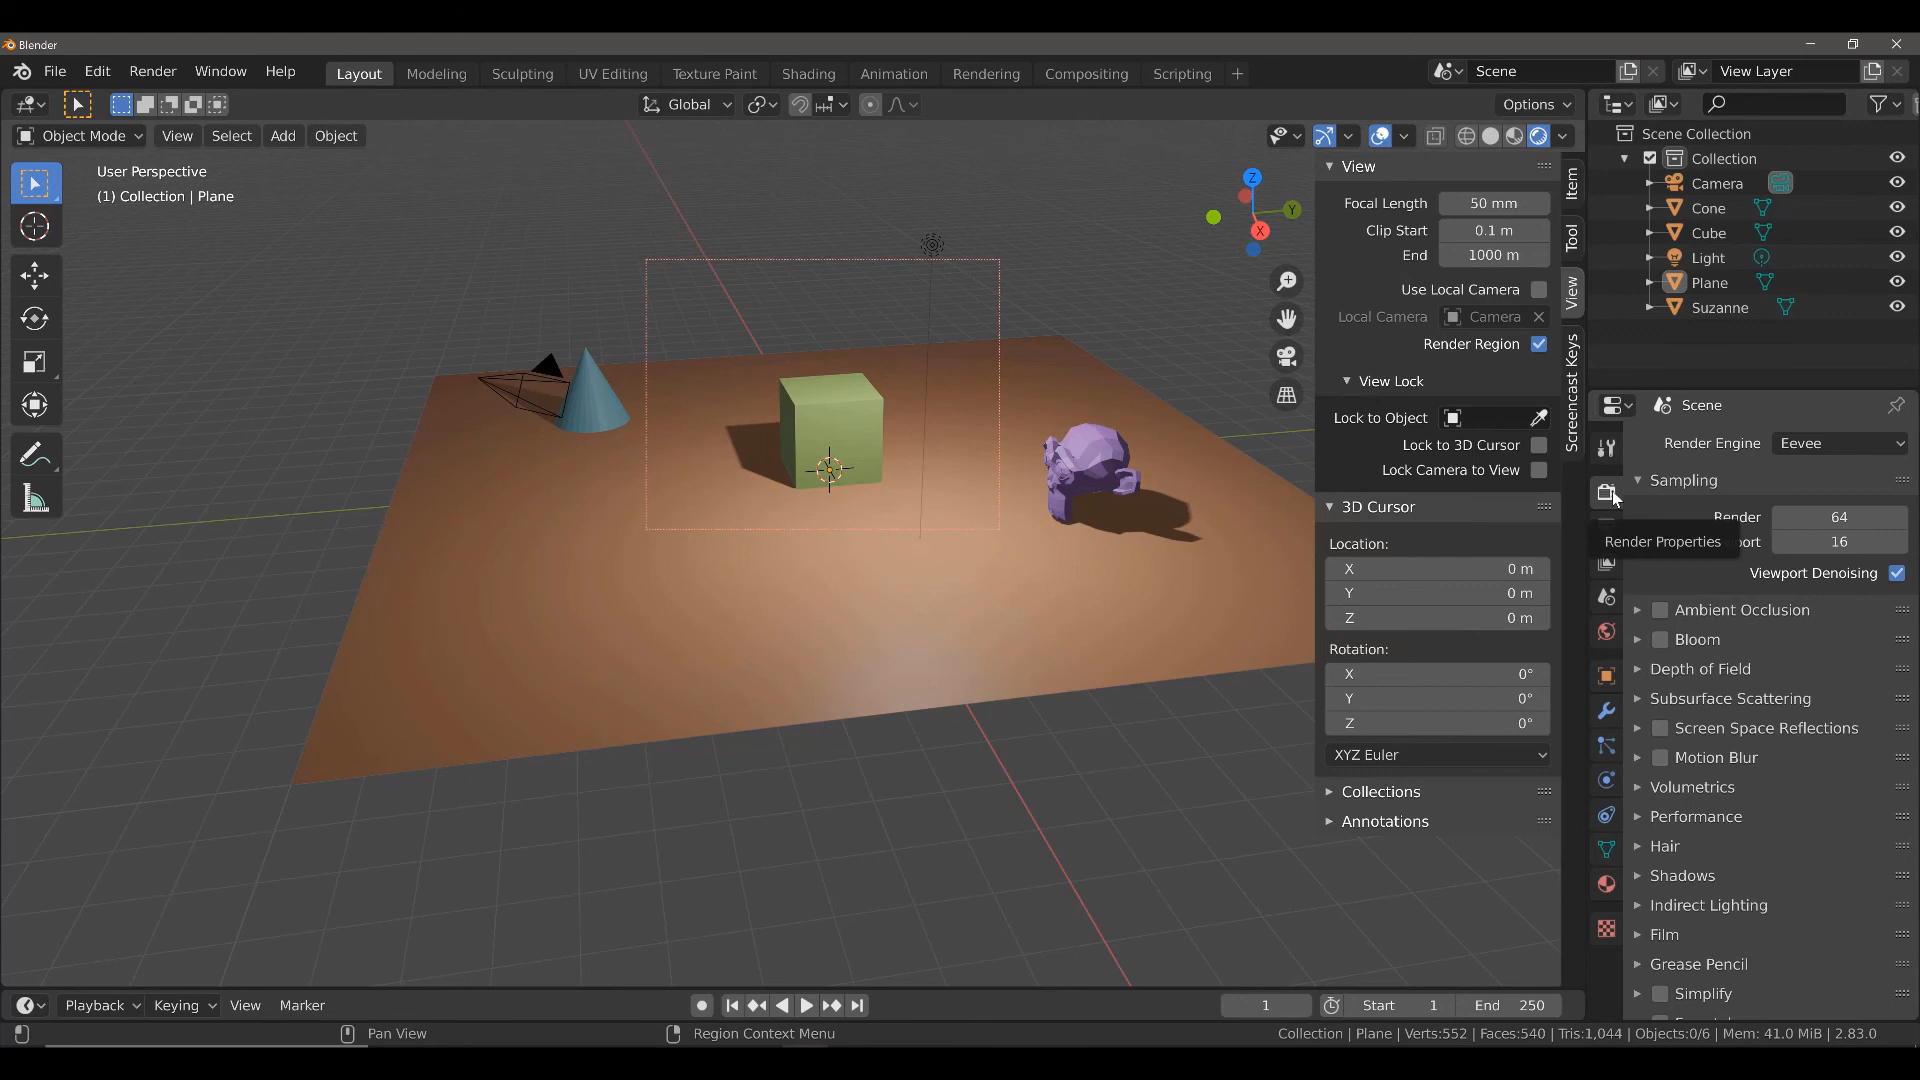 Blender
File Edit Render Window Help Layout Modeling Sculpting UV Editing Texture Paint Shading Animation Rendering Compositing Scripting + Scene View Layer
Global Options
Object Mode View Select Add Object
User Perspective
(1) Collection | Plane
Z
Y
X
View
Focal Length 50 mm
Clip Start 0.1 m
End 1000 m
Use Local Camera
Local Camera Camera
Render Region
View Lock
Lock to Object
Lock to 3D Cursor
Lock Camera to View
3D Cursor
Location:
X 0 m
Y 0 m
Z 0 m
Rotation:
X 0°
Y 0°
Z 0°
XYZ Euler
Collections
Annotations
Item
Tool
View
Screencast Keys
Scene Collection
Collection
Camera
Cone
Cube
Light
Plane
Suzanne
Scene
Render Engine Eevee
Sampling
Render 64
Render Properties
port 16
Viewport Denoising
Ambient Occlusion
Bloom
Depth of Field
Subsurface Scattering
Screen Space Reflections
Motion Blur
Volumetrics
Performance
Hair
Shadows
Indirect Lighting
Film
Grease Pencil
Simplify
Playback Keying View Marker 1 Start 1 End 250
Pan View Region Context Menu Collection | Plane | Verts:552 | Faces:540 | Tris:1,044 | Objects:0/6 | Mem: 41.0 MiB | 2.83.0